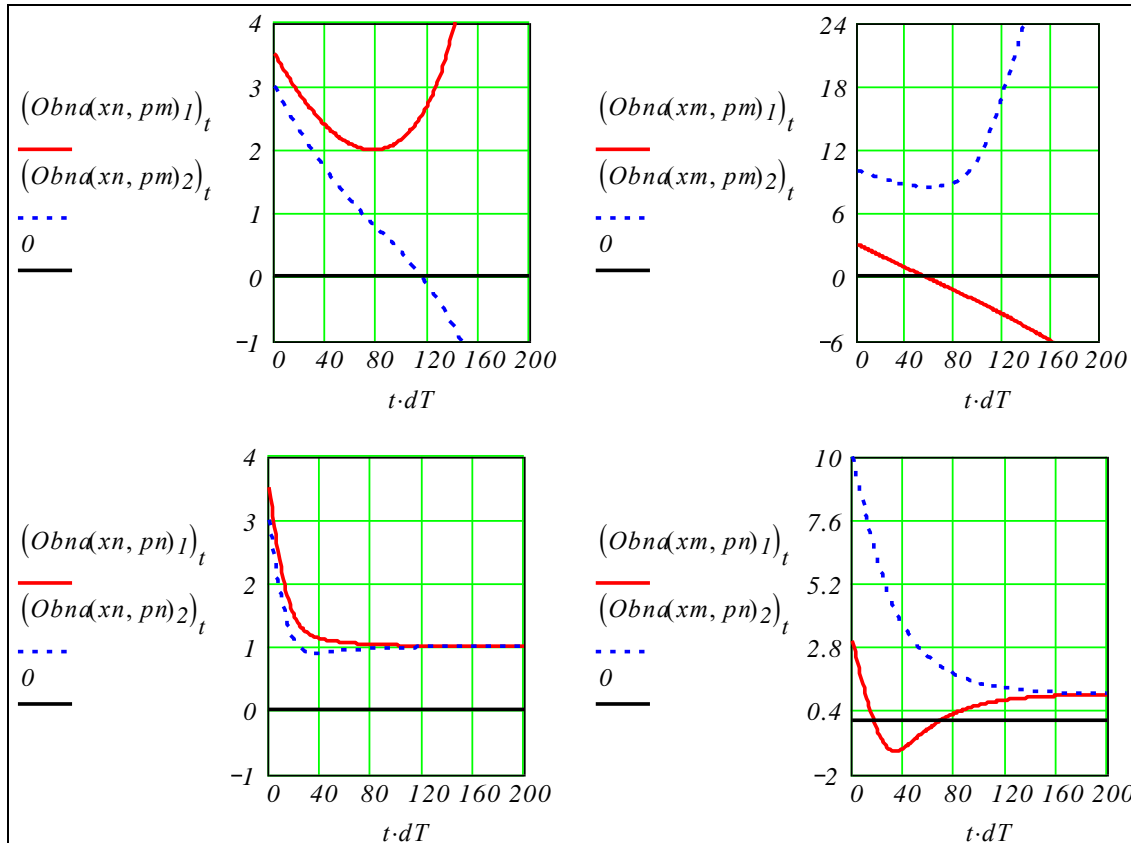 4
3
2
1
0
−1
0 40 80 120 160 200
t·dT
(Obna(xn, pm)1)t
(Obna(xn, pm)2)t
0
24
18
12
6
0
−6
0 40 80 120 160 200
t·dT
(Obna(xm, pm)1)t
(Obna(xm, pm)2)t
0
4
3
2
1
0
−1
0 40 80 120 160 200
t·dT
(Obna(xn, pn)1)t
(Obna(xn, pn)2)t
0
10
7.6
5.2
2.8
0.4
−2
0 40 80 120 160 200
t·dT
(Obna(xm, pn)1)t
(Obna(xm, pn)2)t
0